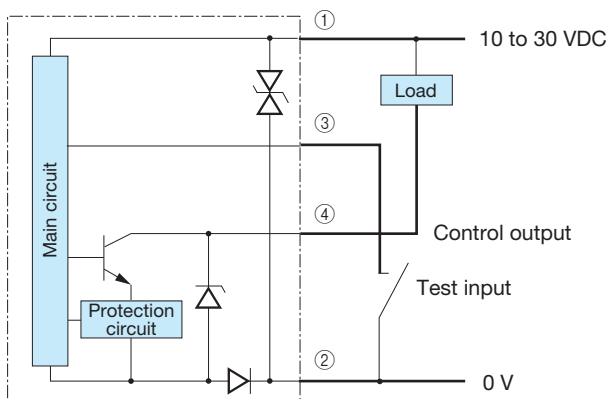 ①
10 to 30 VDC
Load
③
Main circuit
④
Control output
Test input
Protection
circuit
②
0 V